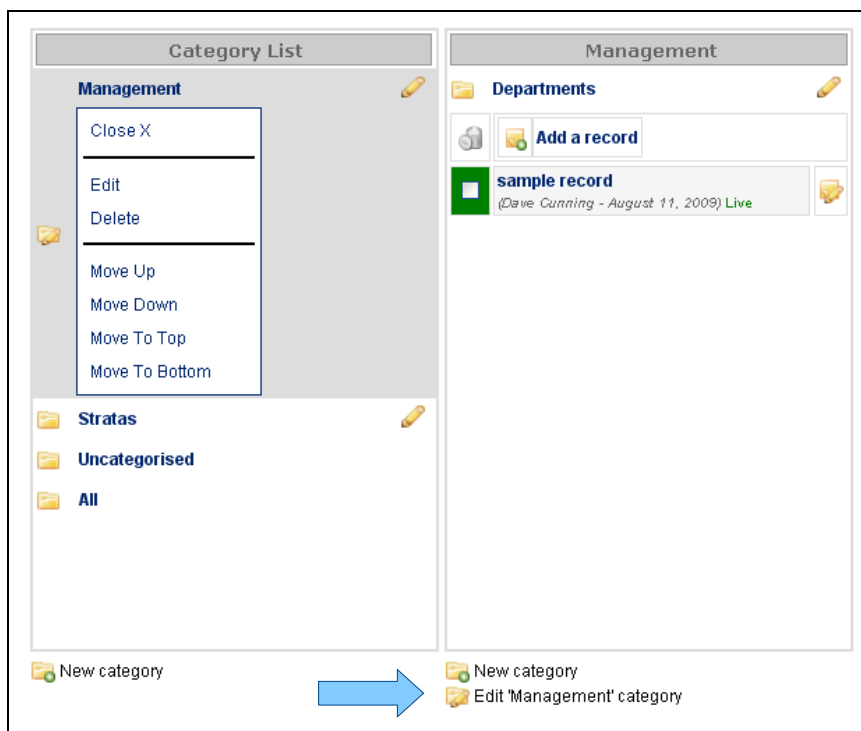 Category List
Management
Close X
Edit
Delete
Move Up
Move Down
Move To Top
Move To Bottom
Stratas
Uncategorised
All
New category
Management
Departments
Add a record
sample record
(Dave Cunning - August 11, 2009) Live
New category
Edit 'Management' category